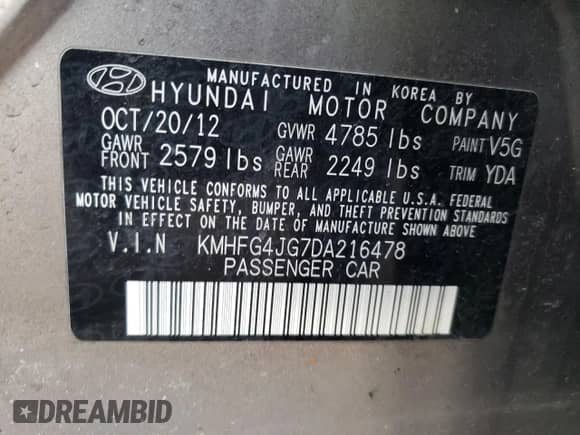 MANUFACTURED IN KOREA BY
HYUNDAI MOTOR COMPANY
OCT/20/12 GVWR 4785 lbs PAINT V5G
GAWR FRONT 2579 lbs GAWR REAR 2249 lbs TRIM YDA
THIS VEHICLE CONFORMS TO ALL APPLICABLE U.S.A. FEDERAL
MOTOR VEHICLE SAFETY, BUMPER, AND THEFT PREVENTION STANDARDS
IN EFFECT ON THE DATE OF MANUFACTURE SHOWN ABOVE.
V.I.N KMHFG4JG7DA216478
PASSENGER CAR
DREAMBID